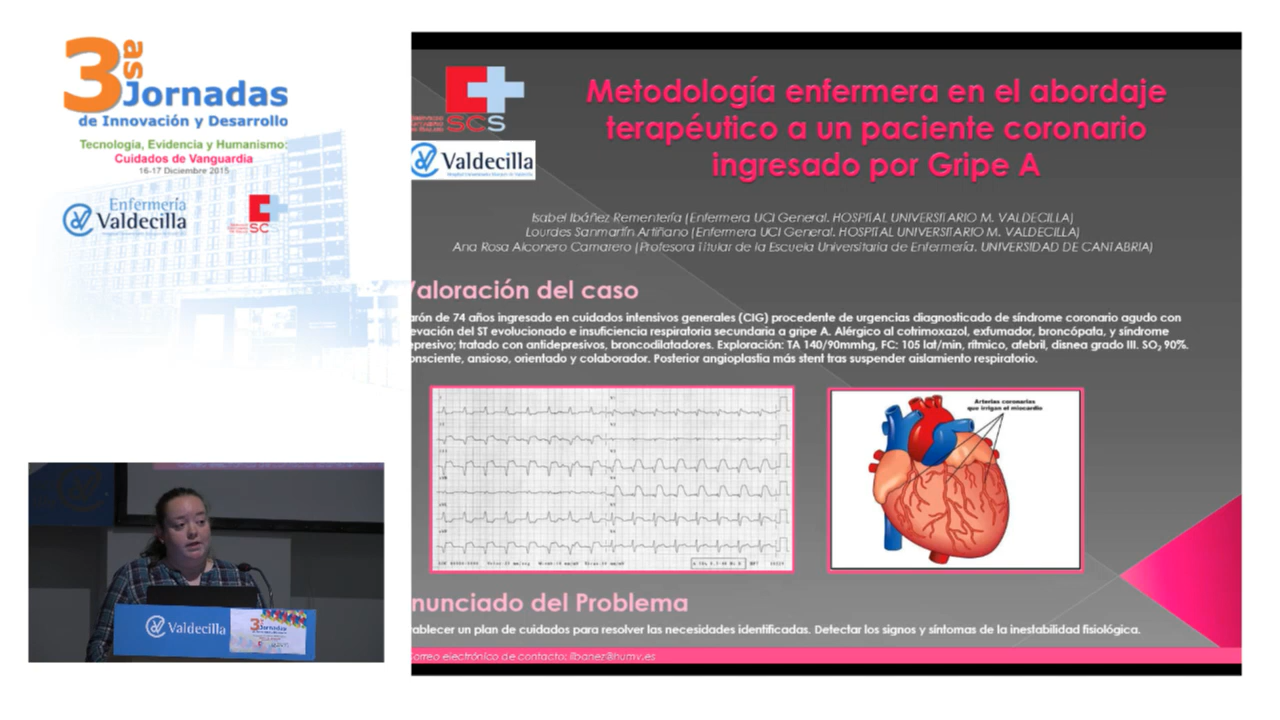 3as Jornadas
de Innovación y Desarrollo
Tecnología, Evidencia y Humanismo:
Cuidados de Vanguardia
16-17 Diciembre 2015
Enfermería
Valdecilla
SC
SCS
Valdecilla
Metodología enfermera en el abordaje
terapéutico a un paciente coronario
ingresado por Gripe A
Isabel Ibáñez Rementería (Enfermera UCI General. HOSPITAL UNIVERSITARIO M. VALDECILLA)
Lourdes Sanmartín Artiñano (Enfermera UCI General. HOSPITAL UNIVERSITARIO M. VALDECILLA)
Ana Rosa Alconero Camarero (Profesora Titular de la Escuela Universitaria de Enfermería. UNIVERSIDAD DE CANTABRIA)
aloración del caso
arón de 74 años ingresado en cuidados intensivos generales (CIG) procedente de urgencias diagnosticado de síndrome coronario agudo con
evación del ST evolucionado e insuficiencia respiratoria secundaria a gripe A. Alérgico al cotrimoxazol, exfumador, broncópata, y síndrome
epresivo; tratado con antidepresivos, broncodilatadores. Exploración: TA 140/90mmhg, FC: 105 lat/min, rítmico, afebril, disnea grado III. SO₂ 90%.
onsciente, ansioso, orientado y colaborador. Posterior angioplastia más stent tras suspender aislamiento respiratorio.
Arterias coronarias
que irrigan el miocardio
nunciado del Problema
tablecer un plan de cuidados para resolver las necesidades identificadas. Detectar los signos y síntomas de la inestabilidad fisiológica.
Correo electrónico de contacto: iibanez@humv.es
Valdecilla
3as Jornadas